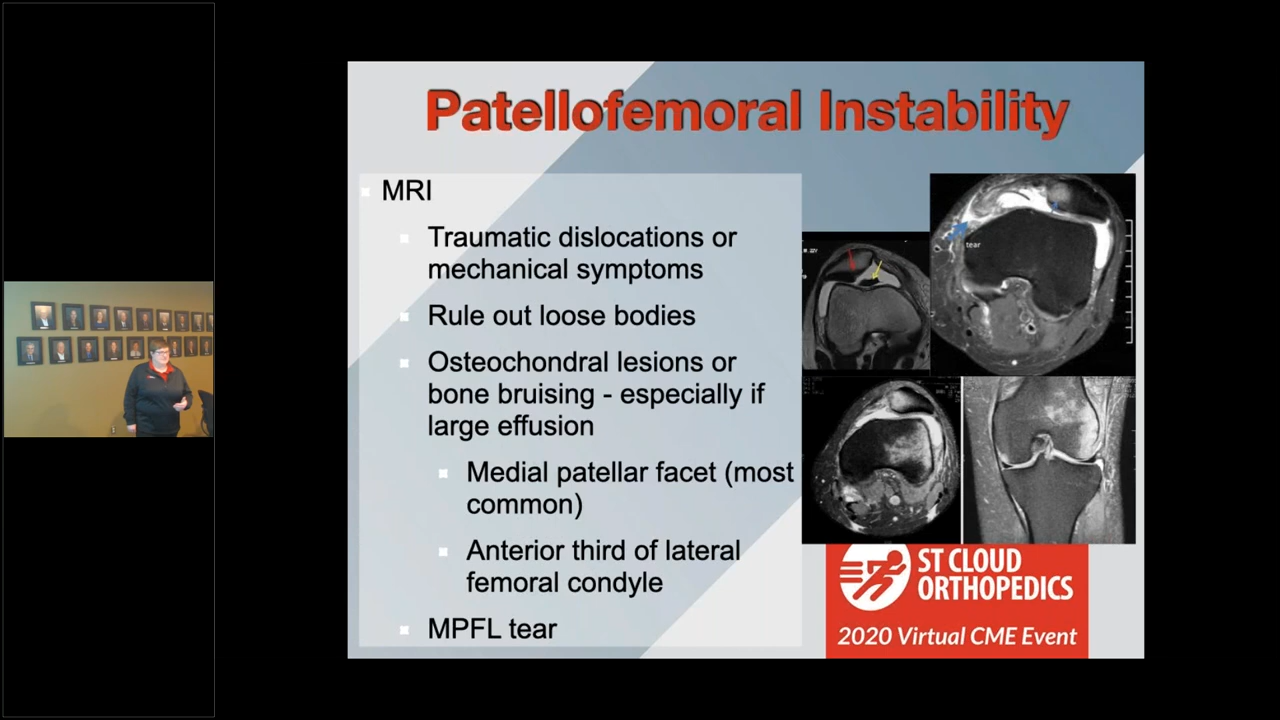 Patellofemoral Instability
MRI
Traumatic dislocations or
mechanical symptoms
Rule out loose bodies
Osteochondral lesions or
bone bruising - especially if
large effusion
Medial patellar facet (most
common)
Anterior third of lateral
femoral condyle
MPFL tear
tear
ST CLOUD
ORTHOPEDICS
2020 Virtual CME Event